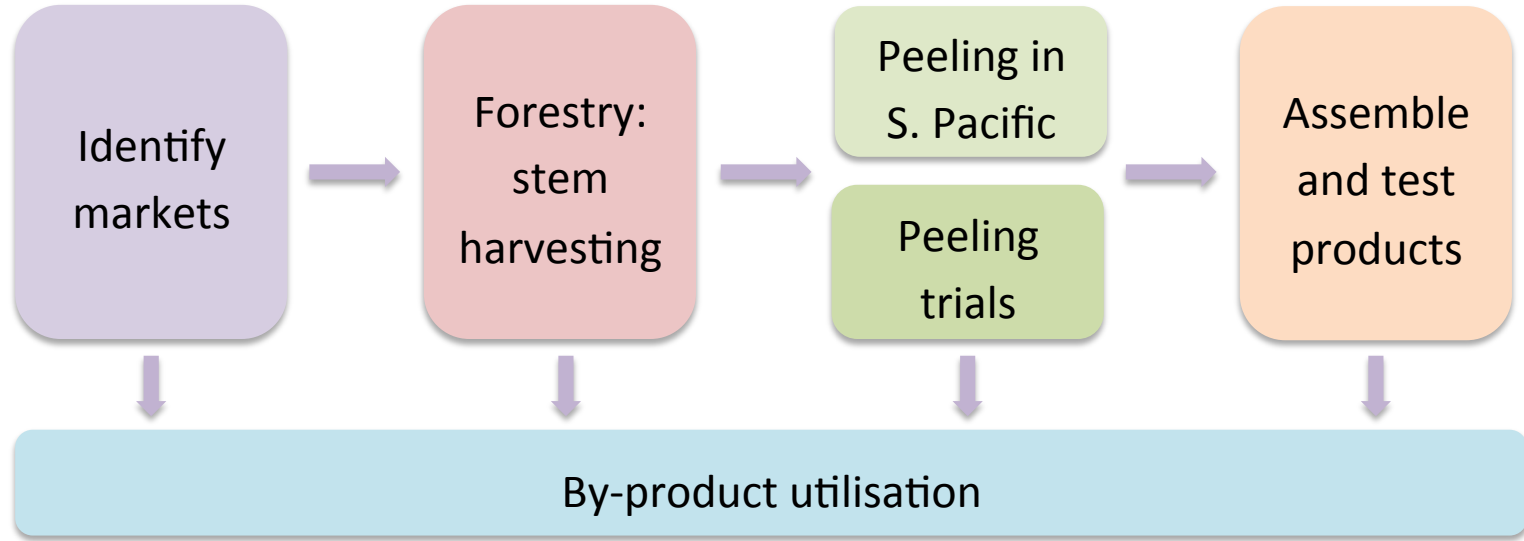 Identify
markets
Forestry:
stem
harvesting
Peeling in
S. Pacific
Peeling
trials
Assemble
and test
products
By-product utilisation